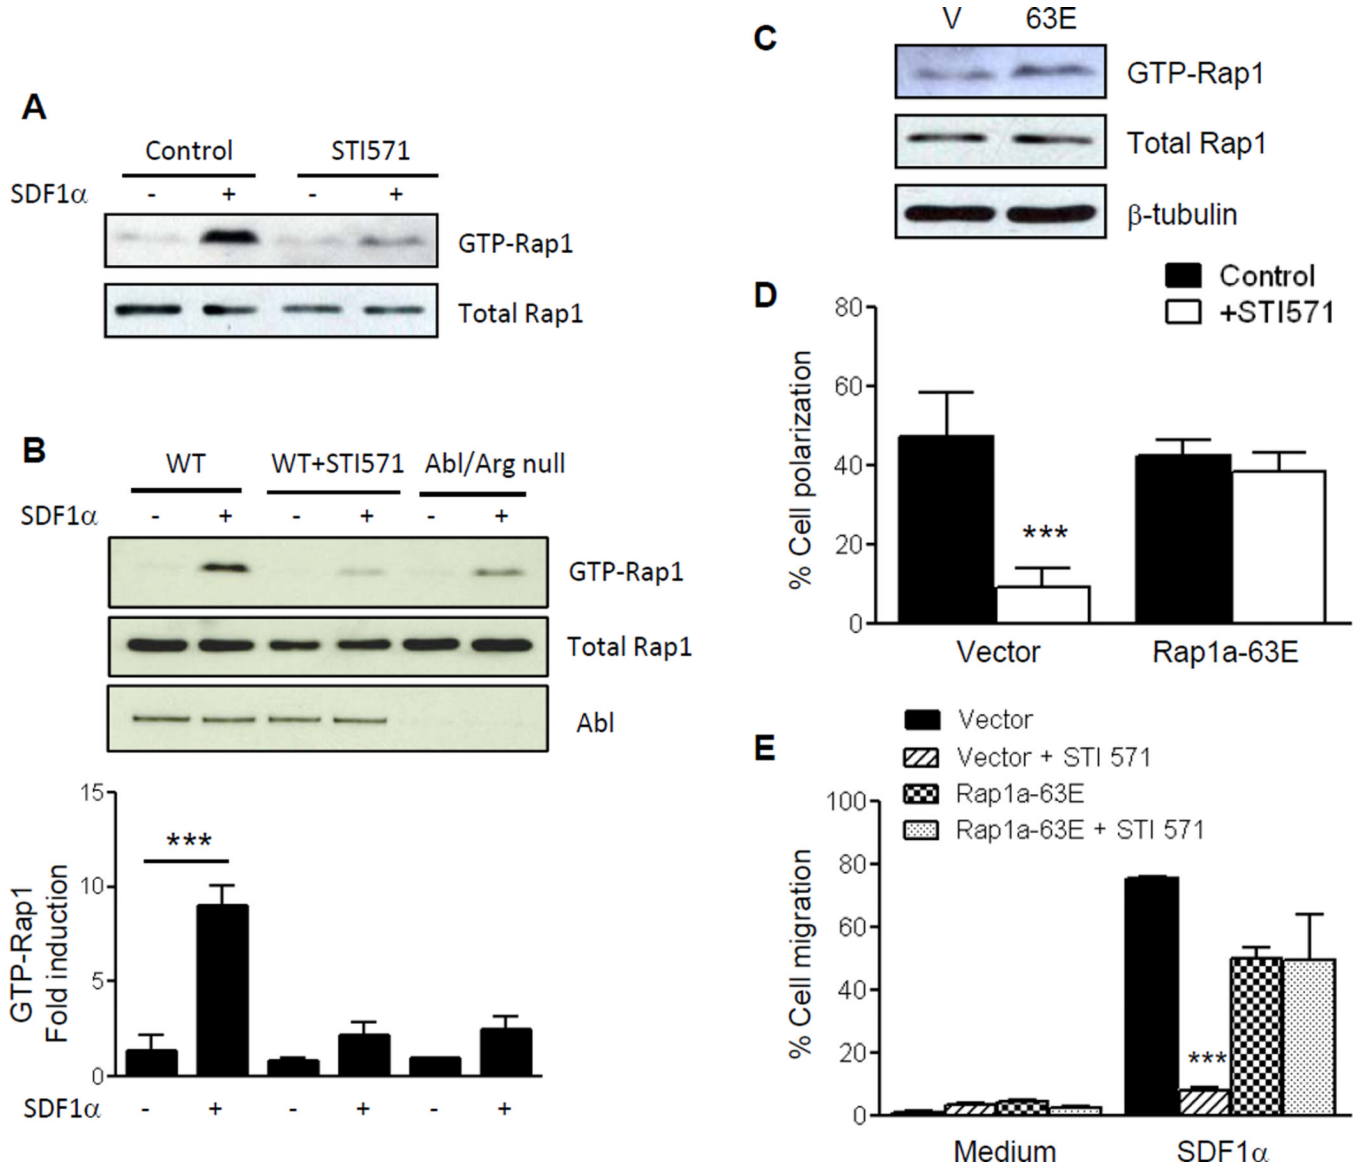 A
Control STI571
SDF1α - + - +
GTP-Rap1
Total Rap1
B
WT WT+STI571 Abl/Arg null
SDF1α - + - + - +
GTP-Rap1
Total Rap1
Abl
15
10
5
0
GTP-Rap1
Fold induction
***
SDF1α - + - + - +
C
V 63E
GTP-Rap1
Total Rap1
β-tubulin
D
Control
+STI571
80
60
40
20
0
% Cell polarization
***
Vector Rap1a-63E
E
Vector
Vector + STI 571
Rap1a-63E
Rap1a-63E + STI 571
100
80
60
40
20
0
% Cell migration
***
Medium SDF1α